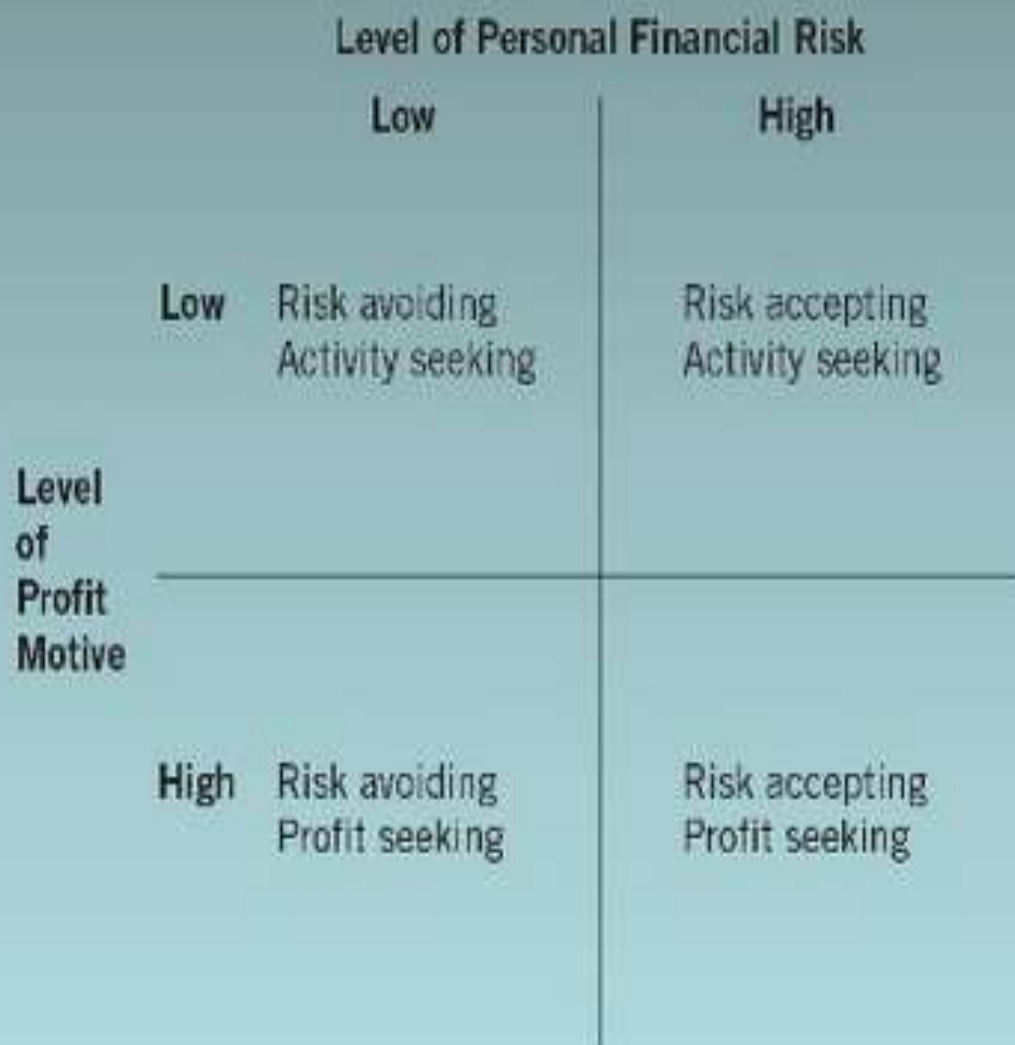 Level of Personal Financial Risk
Low
High
Low
Risk avoiding
Activity seeking
Risk accepting
Activity seeking
Level
of
Profit
Motive
High
Risk avoiding
Profit seeking
Risk accepting
Profit seeking